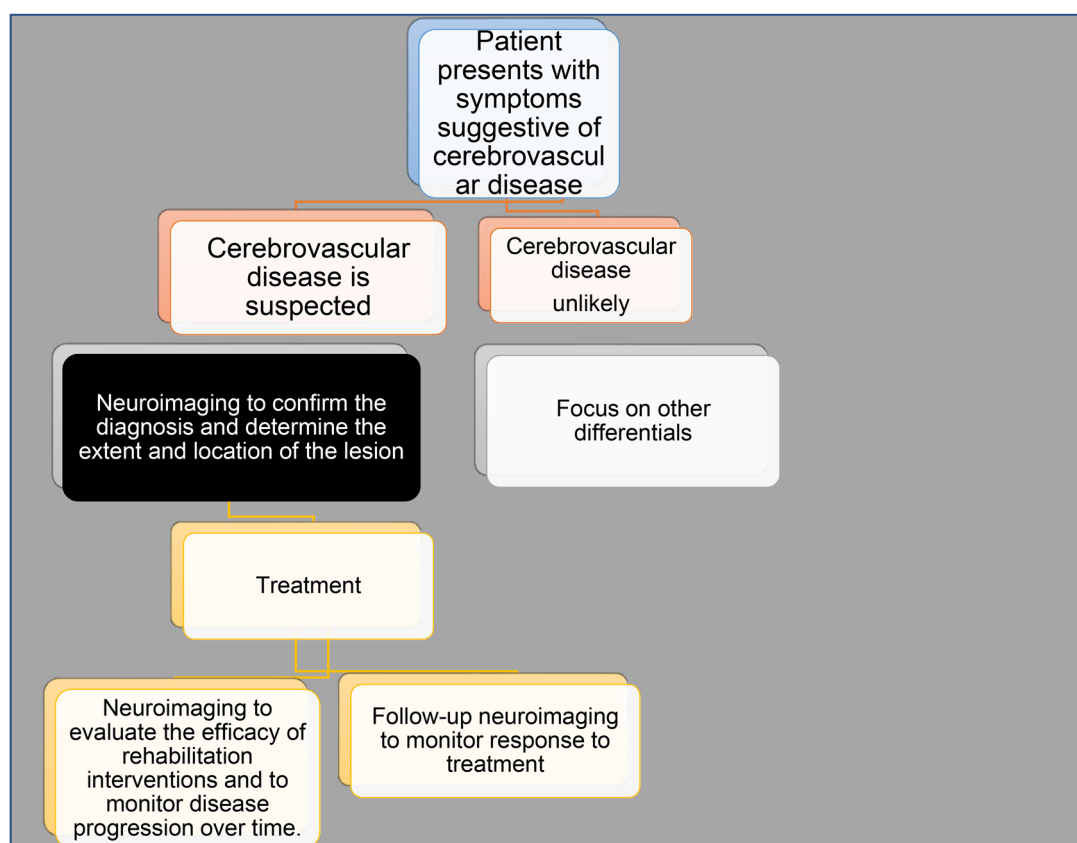 Patient
presents with
symptoms
suggestive of
cerebrovascul
ar disease
Cerebrovascular
disease is
suspected
Cerebrovascular
disease
unlikely
Neuroimaging to confirm the
diagnosis and determine the
extent and location of the lesion
Focus on other
differentials
Treatment
Neuroimaging to
evaluate the efficacy of
rehabilitation
interventions and to
monitor disease
progression over time.
Follow-up neuroimaging
to monitor response to
treatment